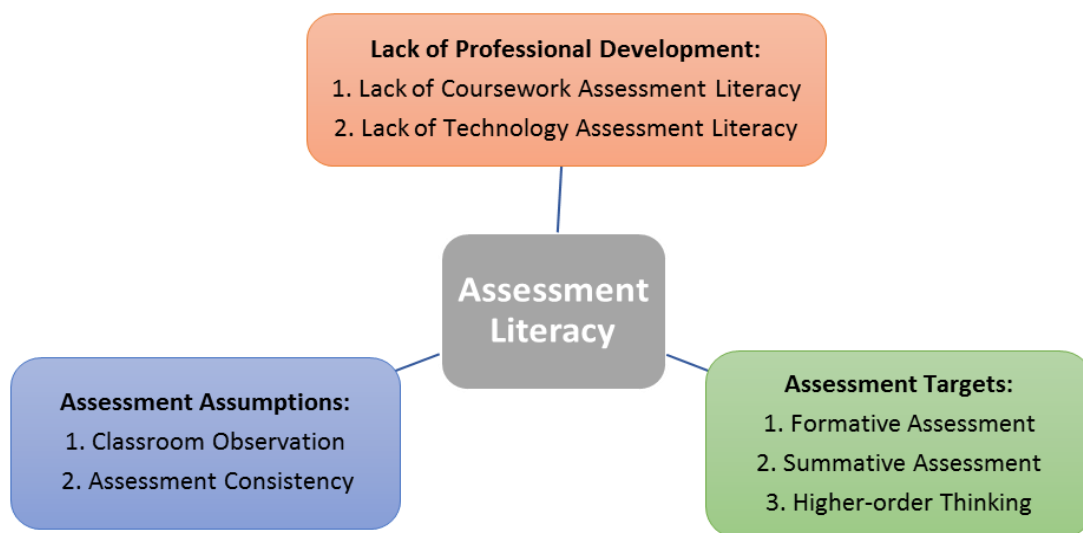 Lack of Professional Development:
1. Lack of Coursework Assessment Literacy
2. Lack of Technology Assessment Literacy
Assessment
Literacy
Assessment Assumptions:
1. Classroom Observation
2. Assessment Consistency
Assessment Targets:
1. Formative Assessment
2. Summative Assessment
3. Higher-order Thinking